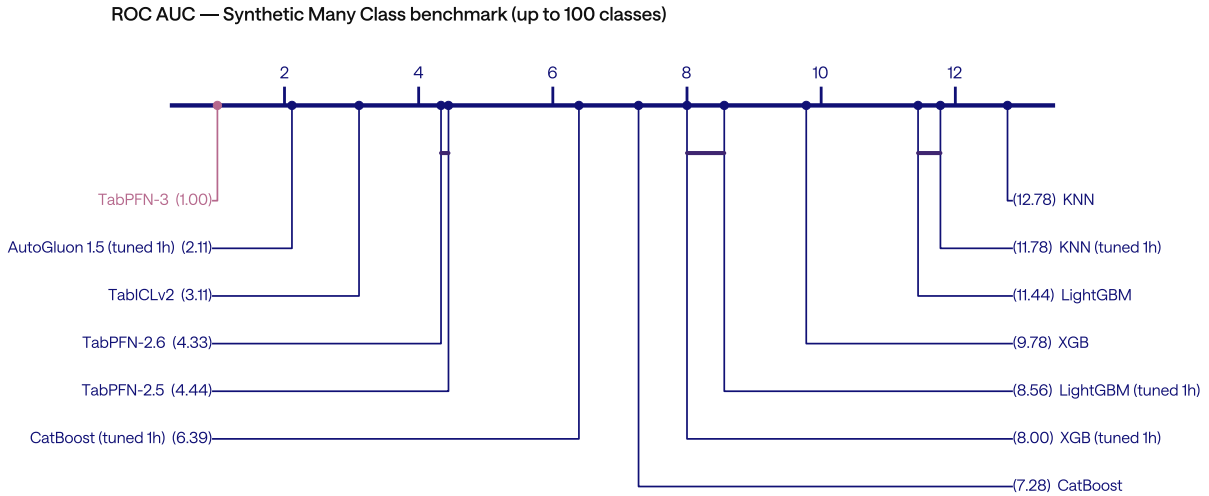 ROC AUC — Synthetic Many Class benchmark (up to 100 classes)
2 4 6 8 10 12
TabPFN-3 (1.00) (12.78) KNN
AutoGluon 1.5 (tuned 1h) (2.11) (11.78) KNN (tuned 1h)
TabICLv2 (3.11) (11.44) LightGBM
TabPFN-2.6 (4.33) (9.78) XGB
TabPFN-2.5 (4.44) (8.56) LightGBM (tuned 1h)
CatBoost (tuned 1h) (6.39) (8.00) XGB (tuned 1h)
(7.28) CatBoost